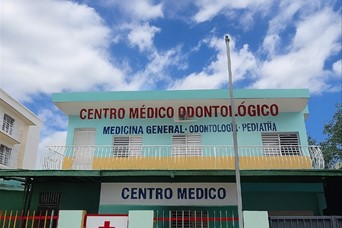 CENTRO MÉDICO ODONTOLÓGICO
MEDICINA GENERAL - ODONTOLOGÍA - PEDIATRÍA
CENTRO MEDICO